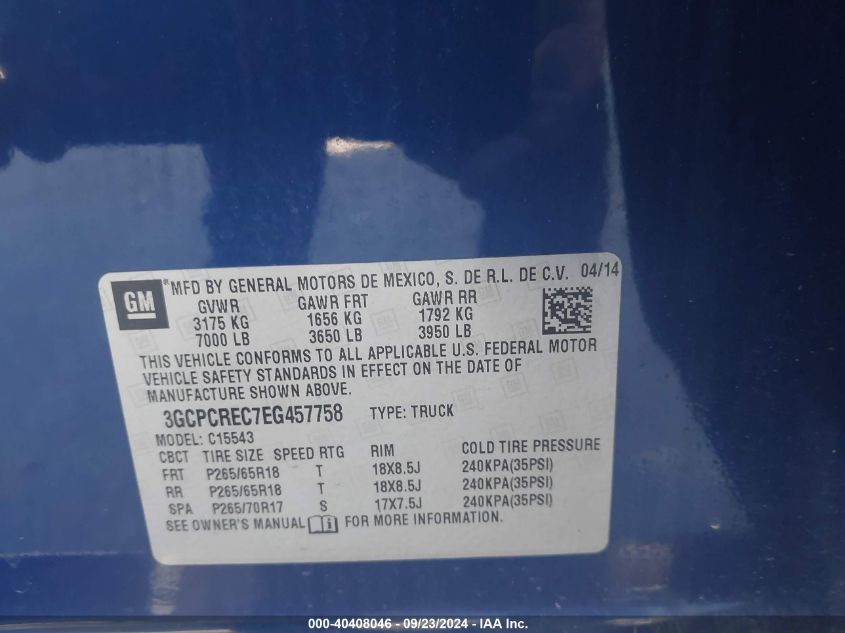 GM ® MFD BY GENERAL MOTORS DE MEXICO, S. DE R.L. DE C.V. 04/14
GVWR GAWR FRT GAWR RR
3175 KG 1656 KG 1792 KG
7000 LB 3650 LB 3950 LB
THIS VEHICLE CONFORMS TO ALL APPLICABLE U.S. FEDERAL MOTOR
VEHICLE SAFETY STANDARDS IN EFFECT ON THE DATE OF
MANUFACTURE SHOWN ABOVE.
3GCPCREC7EG457758 TYPE: TRUCK
MODEL: C15543
CBCT TIRE SIZE SPEED RTG RIM COLD TIRE PRESSURE
FRT P265/65R18 T 18X8.5J 240KPA(35PSI)
RR P265/65R18 T 18X8.5J 240KPA(35PSI)
SPA P265/70R17 S 17X7.5J 240KPA(35PSI)
SEE OWNER'S MANUAL i FOR MORE INFORMATION.
000-40408046 - 09/23/2024 - IAA Inc.